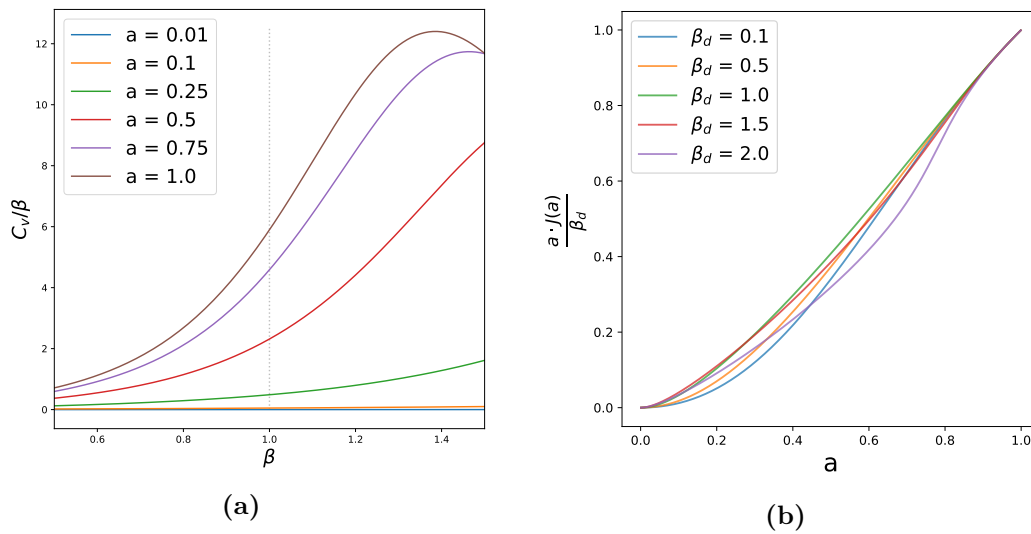 a = 0.01
a = 0.1
a = 0.25
a = 0.5
a = 0.75
a = 1.0
C_v/β
12
10
8
6
4
2
0
0.6 0.8 1.0 1.2 1.4
β
(a)
β_d = 0.1
β_d = 0.5
β_d = 1.0
β_d = 1.5
β_d = 2.0
a · J(a)
β_d
1.0
0.8
0.6
0.4
0.2
0.0
0.0 0.2 0.4 0.6 0.8 1.0
a
(b)